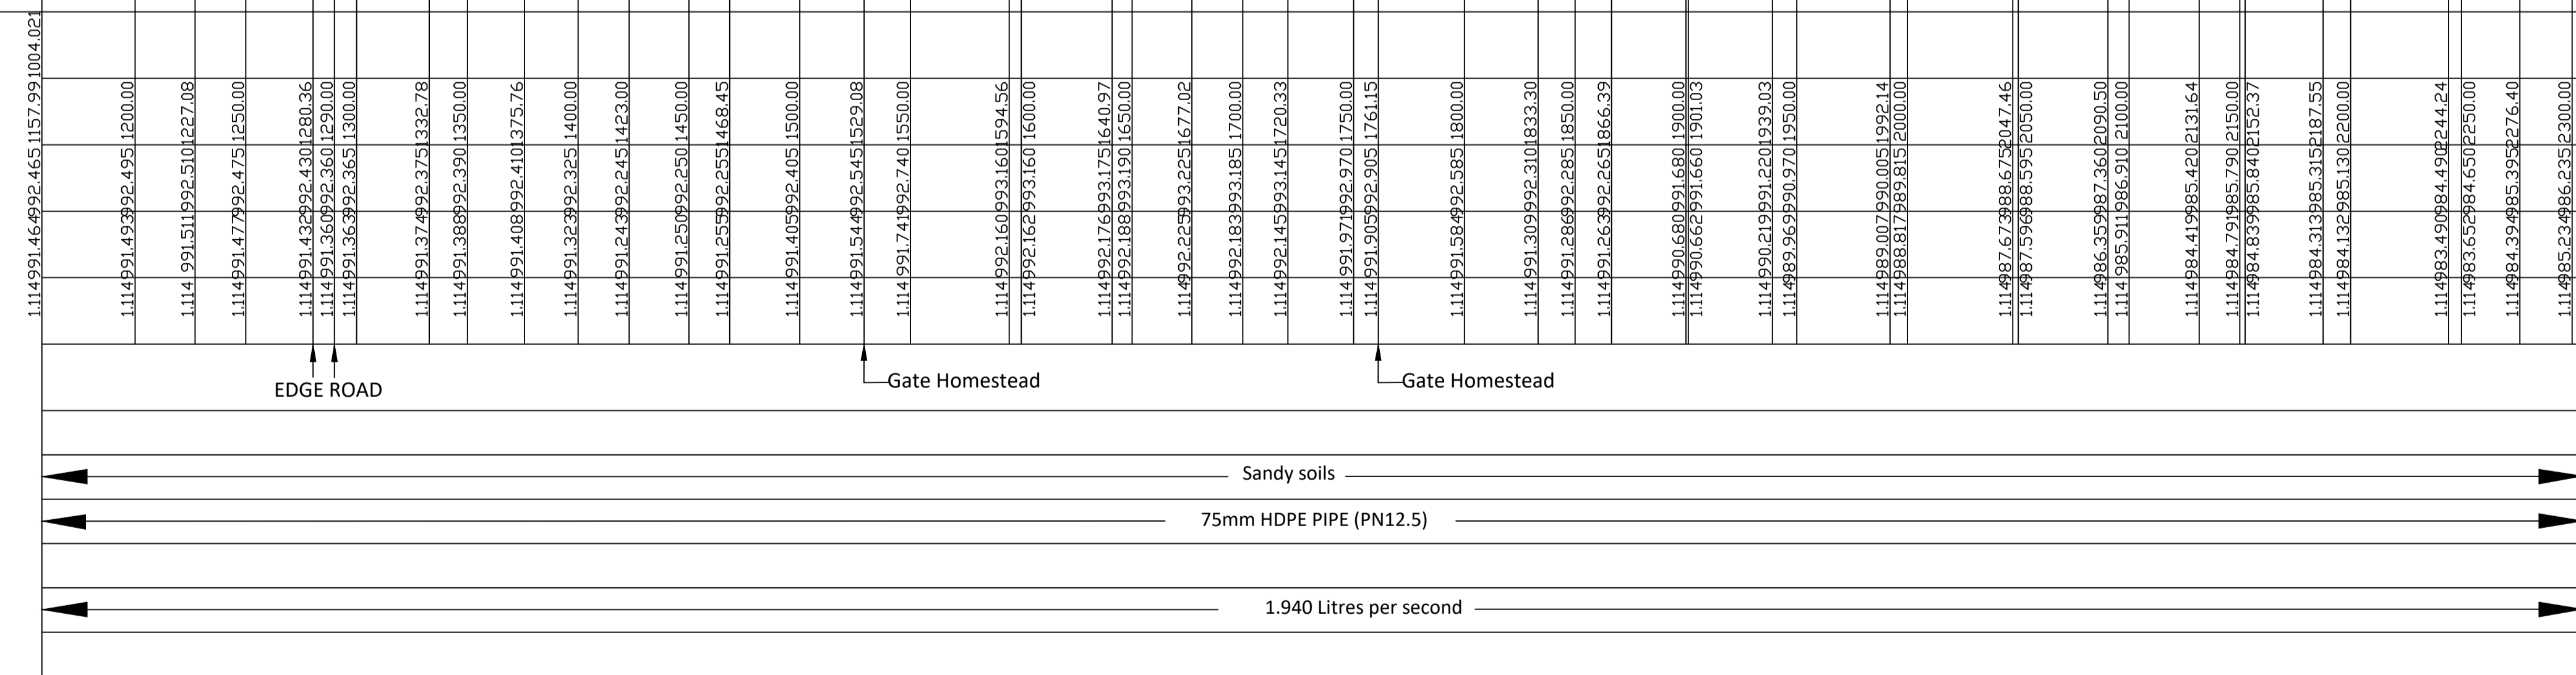 1004.021
1157.99 1200.00 1227.08 1250.00 1280.36 1290.00 1300.00 1332.78 1350.00 1375.76 1400.00 1423.00 1450.00 1468.45 1500.00 1529.08 1550.00 1594.56 1600.00 1640.97 1650.00 1677.02 1700.00 1720.33 1750.00 1761.15 1800.00 1833.30 1850.00 1866.39 1900.00 1901.03 1939.03 1950.00 1992.14 2000.00 2047.46 2050.00 2090.50 2100.00 2131.64 2150.00 2152.37 2187.55 2200.00 2244.24 2250.00 2276.40 2300.00
992.465 992.495 992.510 992.475 992.430 992.360 992.365 992.375 992.390 992.410 992.325 992.245 992.250 992.255 992.405 992.545 992.740 993.160 993.160 993.175 993.190 993.225 993.185 993.145 992.970 992.905 992.585 992.310 992.285 992.265 991.680 991.660 991.220 990.970 990.005 989.815 988.675 988.595 987.360 986.910 985.420 985.790 985.840 985.315 985.130 984.490 984.650 985.395 986.235
991.464 991.493 991.511 991.477 991.432 991.360 991.363 991.374 991.388 991.408 991.323 991.243 991.250 991.255 991.405 991.544 991.741 992.160 992.162 992.176 992.188 992.225 992.183 992.145 991.971 991.905 991.584 991.309 991.286 991.263 990.680 990.662 990.219 989.969 989.007 988.817 987.673 987.596 986.359 985.911 984.419 984.791 984.839 984.313 984.132 983.490 983.652 984.394 985.234
1.114 1.114 1.114 1.114 1.114 1.114 1.114 1.114 1.114 1.114 1.114 1.114 1.114 1.114 1.114 1.114 1.114 1.114 1.114 1.114 1.114 1.114 1.114 1.114 1.114 1.114 1.114 1.114 1.114 1.114 1.114 1.114 1.114 1.114 1.114 1.114 1.114 1.114 1.114 1.114 1.114 1.114 1.114 1.114 1.114 1.114 1.114 1.114 1.114
EDGE ROAD
Gate Homestead
Gate Homestead
Sandy soils
75mm HDPE PIPE (PN12.5)
1.940 Litres per second